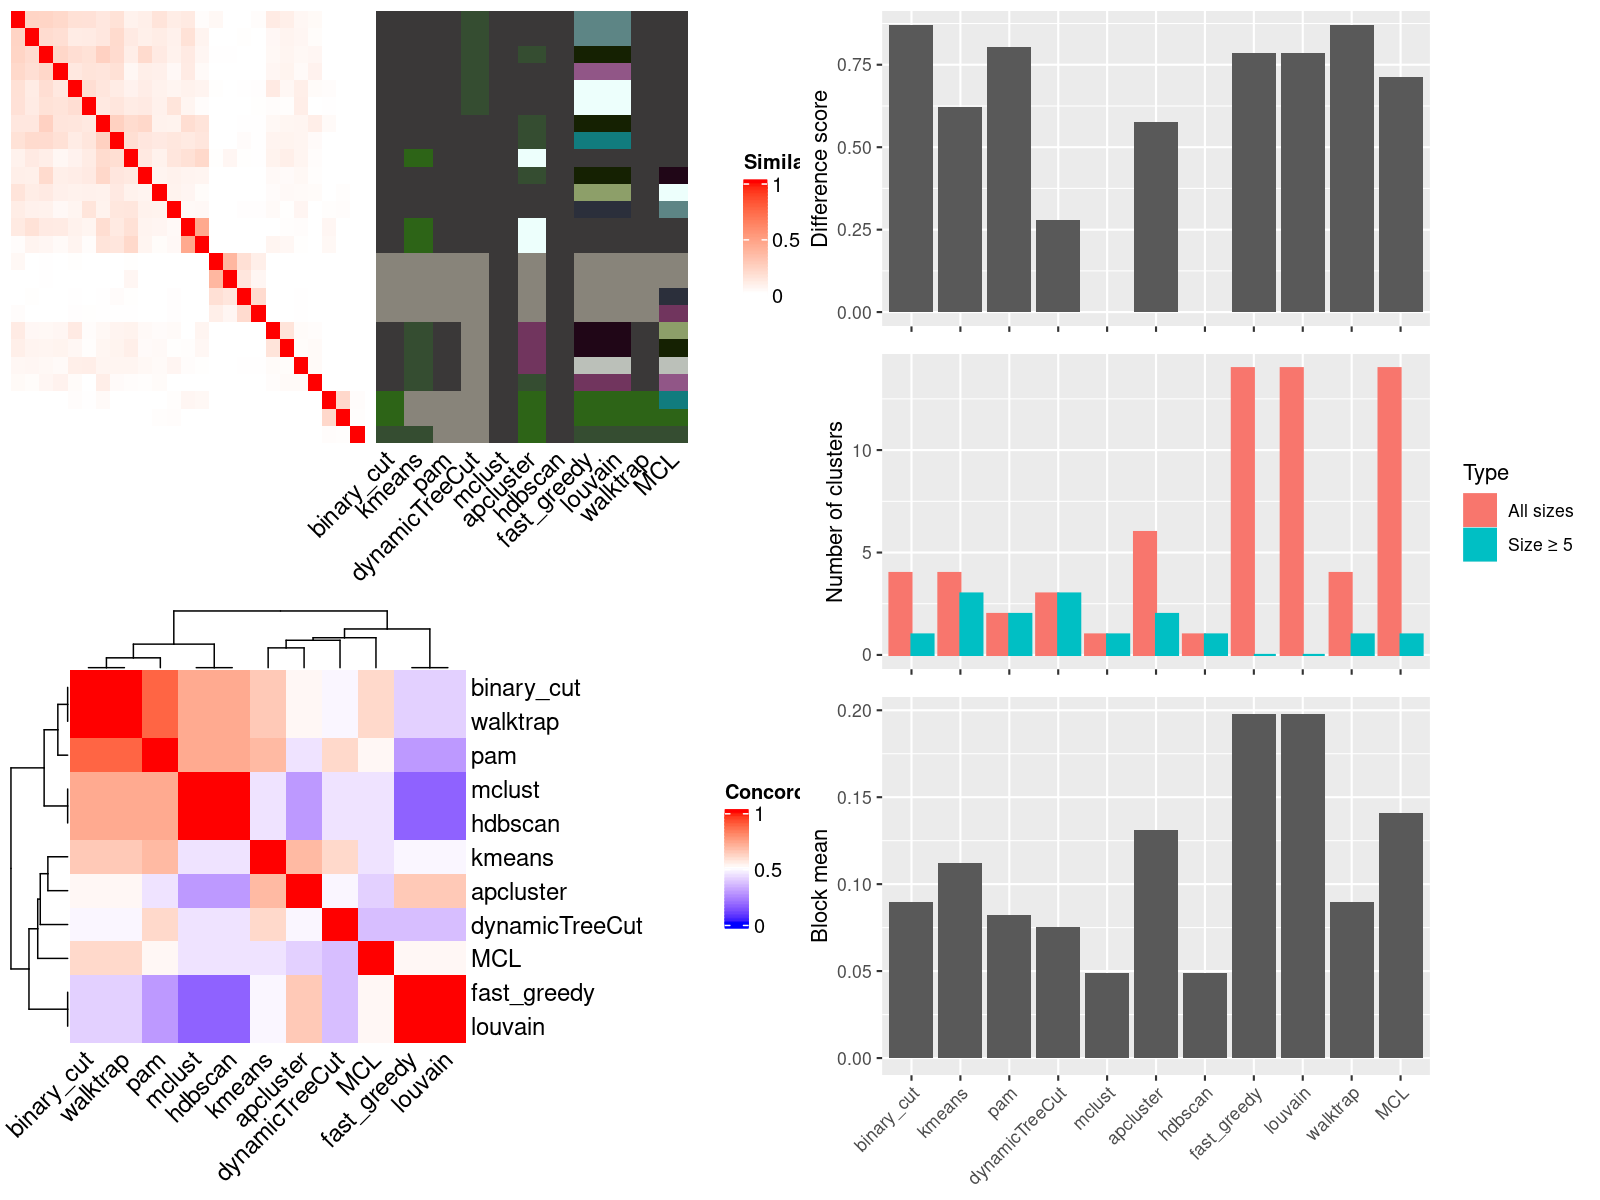 Simila
1
0.5
0
binary_cut
kmeans
pam
dynamicTreeCut
mclust
apcluster
hdbscan
fast_greedy
louvain
walktrap
MCL
binary_cut
walktrap
pam
mclust
hdbscan
kmeans
apcluster
dynamicTreeCut
MCL
fast_greedy
louvain
Concord
1
0.5
0
binary_cut
walktrap
pam
mclust
hdbscan
kmeans
apcluster
dynamicTreeCut
MCL
fast_greedy
louvain
Difference score
0.75
0.50
0.25
0.00
Number of clusters
10
5
0
Type
All sizes
Size ≥ 5
Block mean
0.20
0.15
0.10
0.05
0.00
binary_cut
kmeans
pam
dynamicTreeCut
mclust
apcluster
hdbscan
fast_greedy
louvain
walktrap
MCL